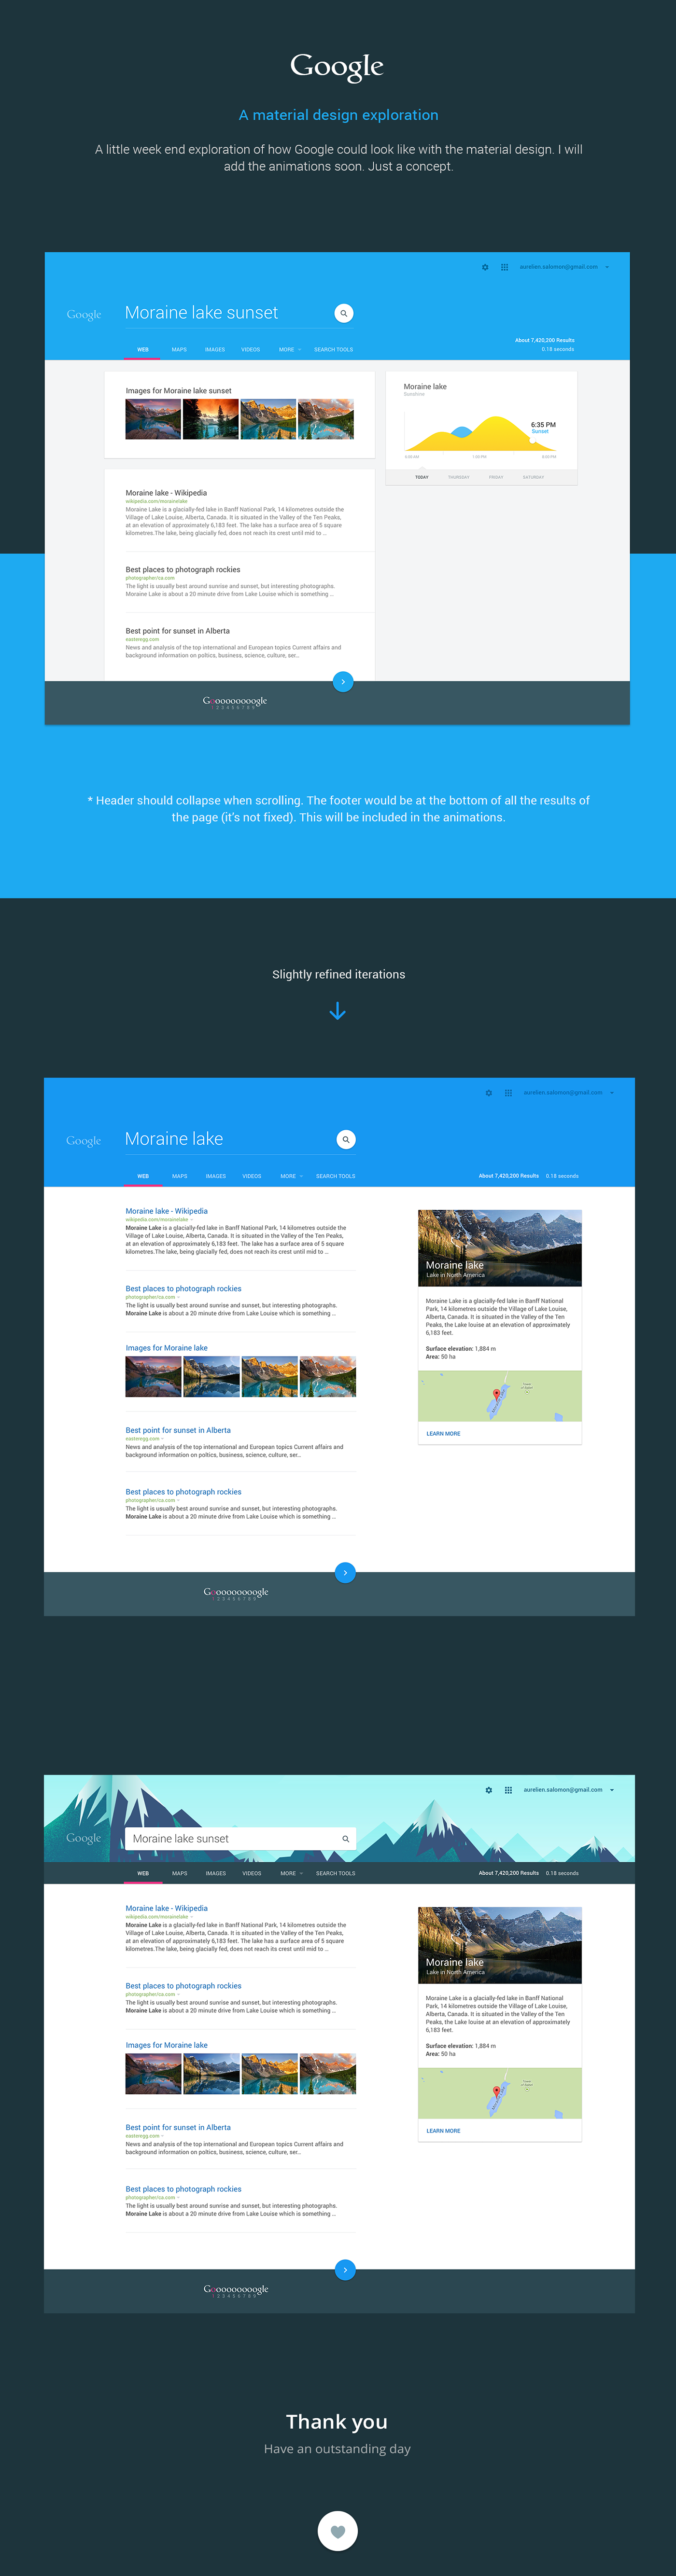 Google
A material design exploration
A little week end exploration of how Google could look like with the material design. I will
add the animations soon. Just a concept.
aurelien.salomon@gmail.com
Google
Moraine lake sunset
About 7,420,200 Results
0.18 seconds
WEB MAPS IMAGES VIDEOS MORE SEARCH TOOLS
Images for Moraine lake sunset
Moraine lake
Sunshine
6:35 PM
Sunset
1:00 PM
TODAY THURSDAY FRIDAY SATURDAY
Moraine lake - Wikipedia
wikipedia.com/morainelake
Moraine Lake is a glacially-fed lake in Banff National Park, 14 kilometres outside the
Village of Lake Louise, Alberta, Canada. It is situated in the Valley of the Ten Peaks,
at an elevation of approximately 6,183 feet. The lake has a surface area of 5 square
kilometres.The lake, being glacially fed, does not reach its crest until mid to ...
Best places to photograph rockies
photographer/ca.com
The light is usually best around sunrise and sunset, but interesting photographs.
Moraine Lake is about a 20 minute drive from Lake Louise which is something ...
Best point for sunset in Alberta
easteregg.com
News and analysis of the top international and European topics Current affairs and
background information on poltics, business, science, culture, ser...
Gooooooooogle
1 2 3 4 5 6 7 8 9
* Header should collapse when scrolling. The footer would be at the bottom of all the results of
the page (it's not fixed). This will be included in the animations.
Slightly refined iterations
aurelien.salomon@gmail.com
Google
Moraine lake
WEB MAPS IMAGES VIDEOS MORE SEARCH TOOLS
About 7,420,200 Results 0.18 seconds
Moraine lake - Wikipedia
wikipedia.com/morainelake
Moraine Lake is a glacially-fed lake in Banff National Park, 14 kilometres outside the
Village of Lake Louise, Alberta, Canada. It is situated in the Valley of the Ten Peaks,
at an elevation of approximately 6,183 feet. The lake has a surface area of 5 square
kilometres.The lake, being glacially fed, does not reach its crest until mid to ...
Best places to photograph rockies
photographer/ca.com
The light is usually best around sunrise and sunset, but interesting photographs.
Moraine Lake is about a 20 minute drive from Lake Louise which is something ...
Images for Moraine lake
Best point for sunset in Alberta
easteregg.com
News and analysis of the top international and European topics Current affairs and
background information on poltics, business, science, culture, ser...
Best places to photograph rockies
photographer/ca.com
The light is usually best around sunrise and sunset, but interesting photographs.
Moraine Lake is about a 20 minute drive from Lake Louise which is something ...
Moraine lake
Lake in North America
Moraine Lake is a glacially-fed lake in Banff National
Park, 14 kilometres outside the Village of Lake Louise,
Alberta, Canada. It is situated in the Valley of the Ten
Peaks, the Lake louise at an elevation of approximately
6,183 feet.
Surface elevation: 1,884 m
Area: 50 ha
LEARN MORE
Gooooooooogle
1 2 3 4 5 6 7 8 9
aurelien.salomon@gmail.com
Google
Moraine lake sunset
WEB MAPS IMAGES VIDEOS MORE SEARCH TOOLS
About 7,420,200 Results 0.18 seconds
Moraine lake - Wikipedia
wikipedia.com/morainelake
Moraine Lake is a glacially-fed lake in Banff National Park, 14 kilometres outside the
Village of Lake Louise, Alberta, Canada. It is situated in the Valley of the Ten Peaks,
at an elevation of approximately 6,183 feet. The lake has a surface area of 5 square
kilometres.The lake, being glacially fed, does not reach its crest until mid to ...
Best places to photograph rockies
photographer/ca.com
The light is usually best around sunrise and sunset, but interesting photographs.
Moraine Lake is about a 20 minute drive from Lake Louise which is something ...
Images for Moraine lake
Best point for sunset in Alberta
easteregg.com
News and analysis of the top international and European topics Current affairs and
background information on poltics, business, science, culture, ser...
Best places to photograph rockies
photographer/ca.com
The light is usually best around sunrise and sunset, but interesting photographs.
Moraine Lake is about a 20 minute drive from Lake Louise which is something ...
Moraine lake
Lake in North America
Moraine Lake is a glacially-fed lake in Banff National
Park, 14 kilometres outside the Village of Lake Louise,
Alberta, Canada. It is situated in the Valley of the Ten
Peaks, the Lake louise at an elevation of approximately
6,183 feet.
Surface elevation: 1,884 m
Area: 50 ha
LEARN MORE
Gooooooooogle
1 2 3 4 5 6 7 8 9
Thank you
Have an outstanding day